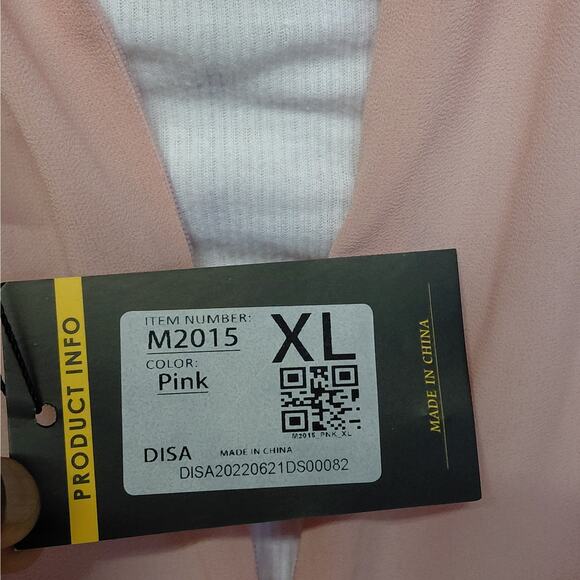 PRODUCT INFO
ITEM NUMBER:
M2015
XL
COLOR:
Pink
M2015_PNK_XL
DISA
MADE IN CHINA
DISA20220621DS00082
MADE IN CHINA